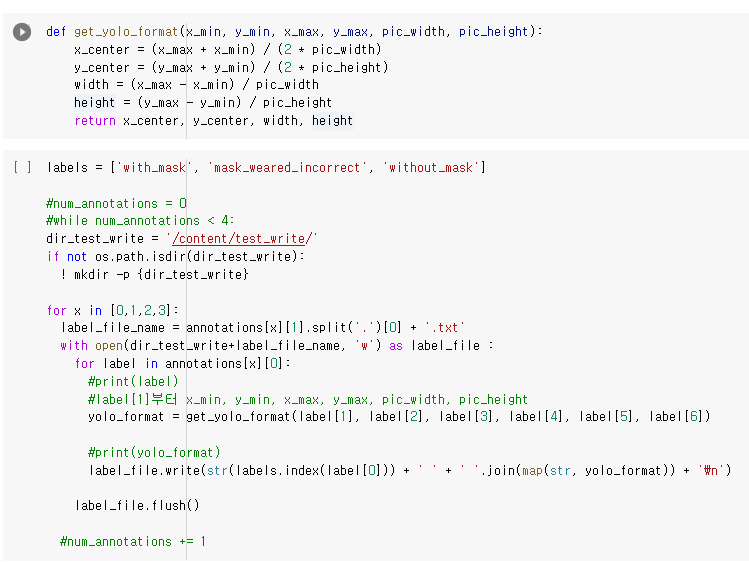 def get_yolo_format(x_min, y_min, x_max, y_max, pic_width, pic_height):
    x_center = (x_max + x_min) / (2 * pic_width)
    y_center = (y_max + y_min) / (2 * pic_height)
    width = (x_max - x_min) / pic_width
    height = (y_max - y_min) / pic_height
    return x_center, y_center, width, height
[ ] labels = ['with_mask', 'mask_weared_incorrect', 'without_mask']
#num_annotations = 0
#while num_annotations < 4:
dir_test_write = '/content/test_write/'
if not os.path.isdir(dir_test_write):
  ! mkdir -p {dir_test_write}
for x in [0,1,2,3]:
  label_file_name = annotations[x][1].split('.')[0] + '.txt'
  with open(dir_test_write+label_file_name, 'w') as label_file :
    for label in annotations[x][0]:
      #print(label)
      #label[1]부터 x_min, y_min, x_max, y_max, pic_width, pic_height
      yolo_format = get_yolo_format(label[1], label[2], label[3], label[4], label[5], label[6])
      #print(yolo_format)
      label_file.write(str(labels.index(label[0])) + ' ' + ' '.join(map(str, yolo_format)) + '₩n')
    label_file.flush()
  #num_annotations += 1